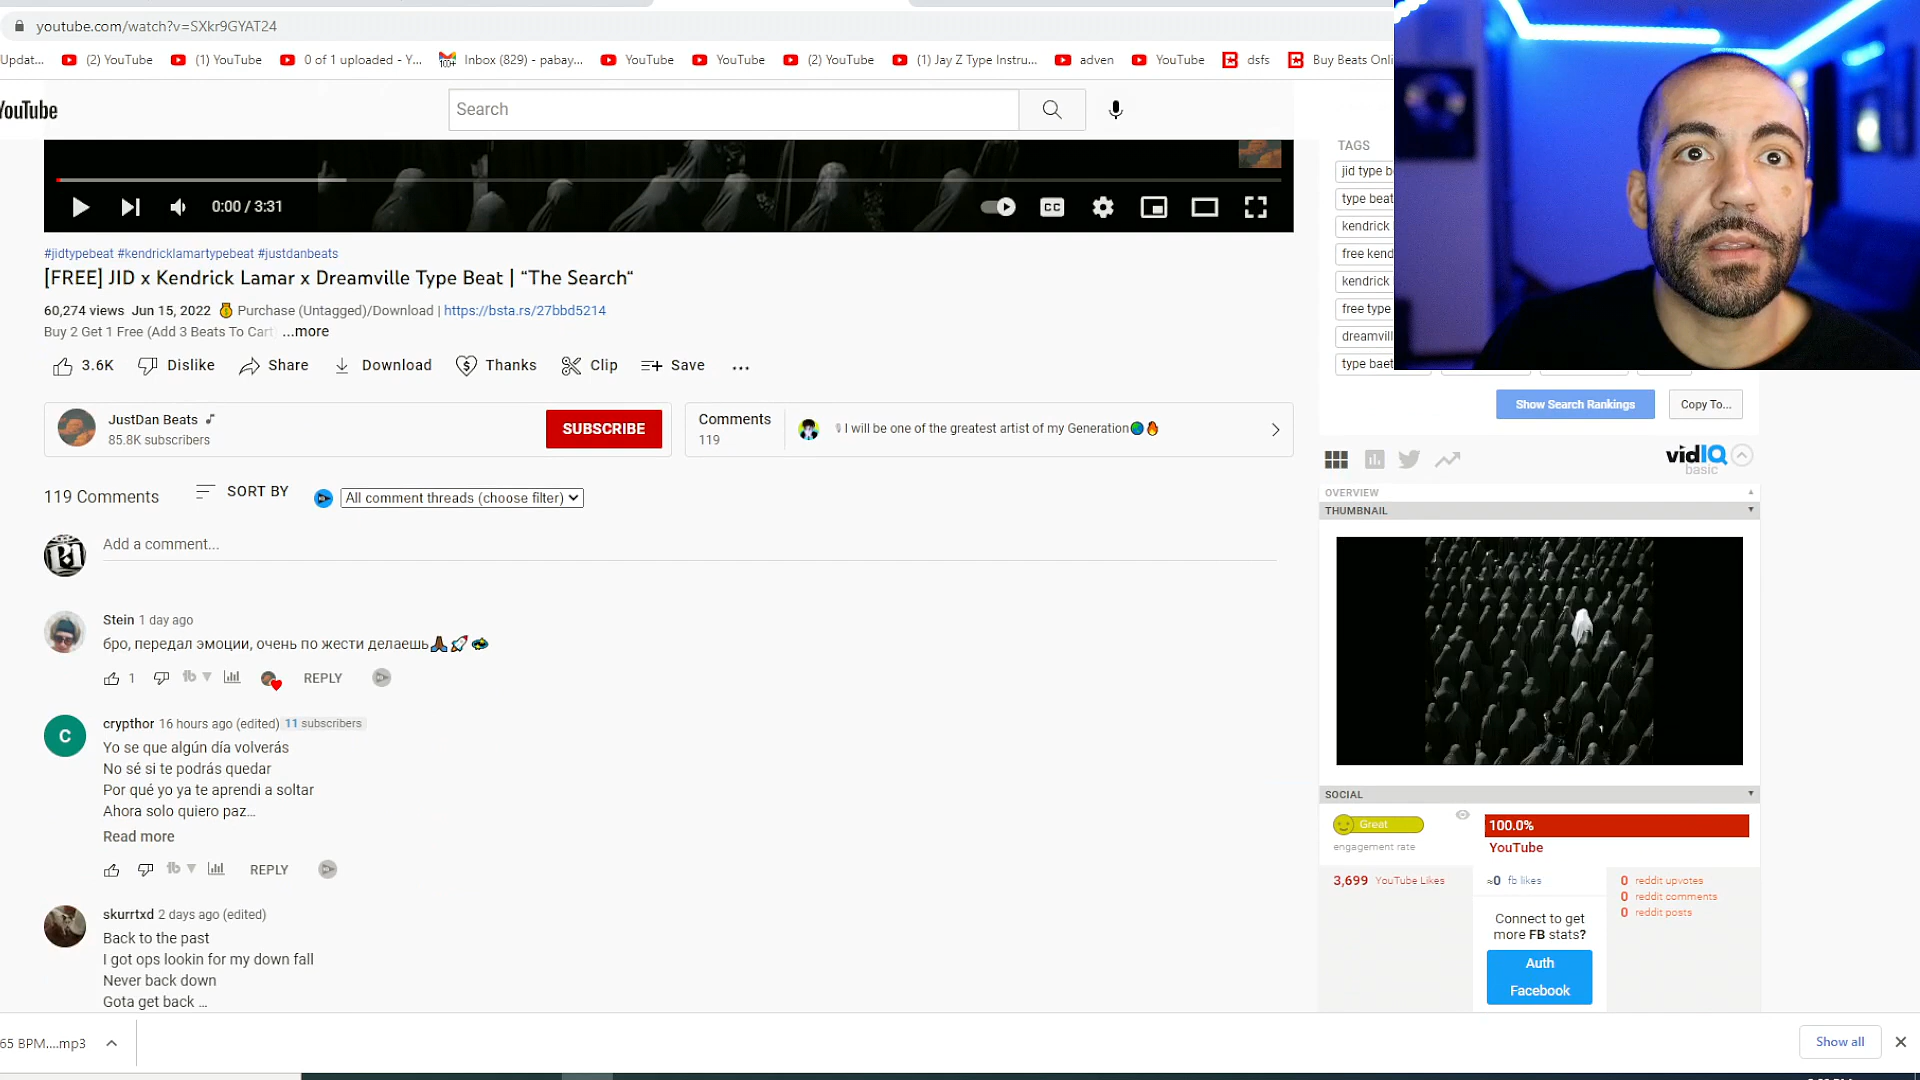 youtube.com/watch?v=SXkr9GYAT24
Updat...
(2) YouTube
(1) YouTube
0 of 1 uploaded - Y...
Inbox (829) - pabay...
YouTube
YouTube
(2) YouTube
(1) Jay Z Type Instru...
adven
YouTube
dsfs
Buy Beats Onli
YouTube
Search
0:00 / 3:31
CC
#jidtypebeat #kendricklamartypebeat #justdanbeats
[FREE] JID x Kendrick Lamar x Dreamville Type Beat | “The Search“
60,274 views Jun 15, 2022 💰 Purchase (Untagged)/Download | https://bsta.rs/27bbd5214
Buy 2 Get 1 Free (Add 3 Beats To Cart) ...more
3.6K
Dislike
Share
Download
Thanks
Clip
Save
JustDan Beats
85.8K subscribers
SUBSCRIBE
Comments
119
I will be one of the greatest artist of my Generation🌎🔥
119 Comments
SORT BY
All comment threads (choose filter)
Add a comment...
Stein 1 day ago
бро, передал эмоции, очень по жести делаешь
1
REPLY
C
crypthor 16 hours ago (edited) 11 subscribers
Yo se que algún día volverás
No sé si te podrás quedar
Por qué yo ya te aprendi a soltar
Ahora solo quiero paz...
Read more
REPLY
skurrtxd 2 days ago (edited)
Back to the past
I got ops lookin for my down fall
Never back down
Gota get back ...
TAGS
jid type b
type beat
kendrick
free kend
kendrick
free type
dreamvill
type baet
Show Search Rankings
Copy To...
vidIQ
basic
OVERVIEW
THUMBNAIL
SOCIAL
Great
engagement rate
100.0%
YouTube
3,699 YouTube Likes
≈0 fb likes
0 reddit upvotes
0 reddit comments
0 reddit posts
Connect to get
more FB stats?
Auth
Facebook
65 BPM....mp3
Show all